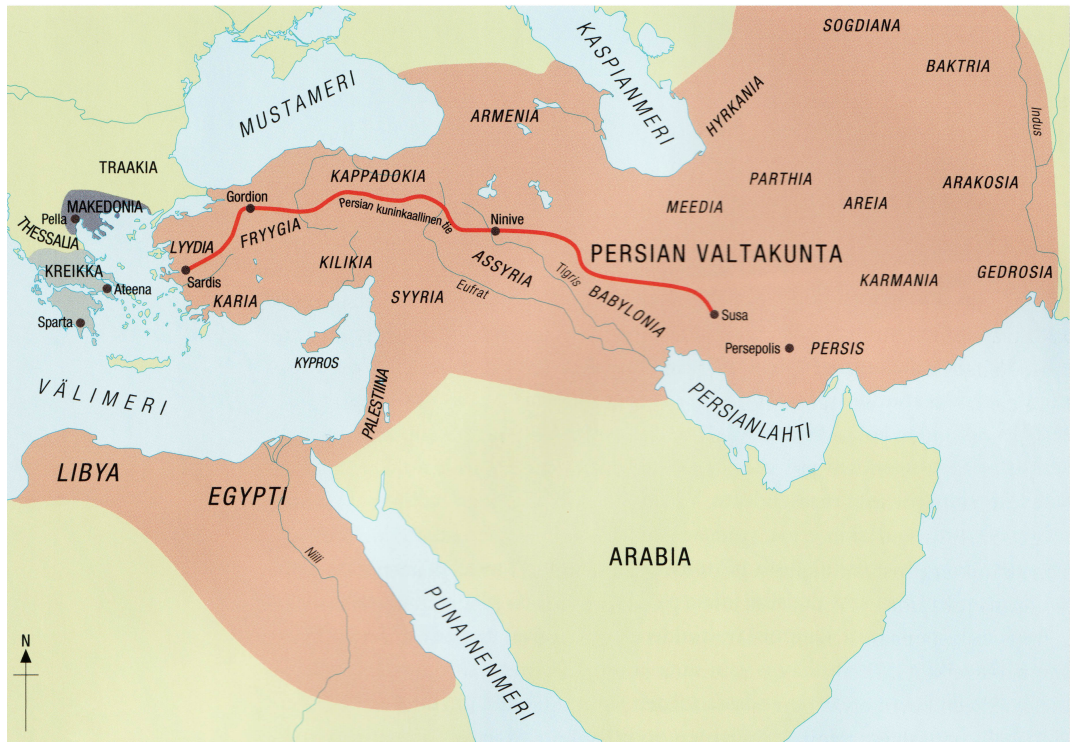 SOGDIANA
BAKTRIA
KASPIANMERI
HYRKANIA
MUSTAMERI
ARMENIA
Indus
TRAAKIA
KAPPADOKIA
PARTHIA
ARAKOSIA
Gordion
MAKEDONIA
Pella
Persian kuninkaallinen tie
MEEDIA
AREIA
THESSALIA
LYYDIA
FRYYGIA
Ninive
PERSIAN VALTAKUNTA
KREIKKA
Sardis
KILIKIA
ASSYRIA
Tigris
KARMANIA
GEDROSIA
Ateena
KARIA
SYYRIA
Eufrat
BABYLONIA
Susa
Sparta
Persepolis
PERSIS
KYPROS
VÄLIMERI
PALESTIINA
PERSIANLAHTI
LIBYA
EGYPTI
Niili
ARABIA
PUNAINENMERI
N